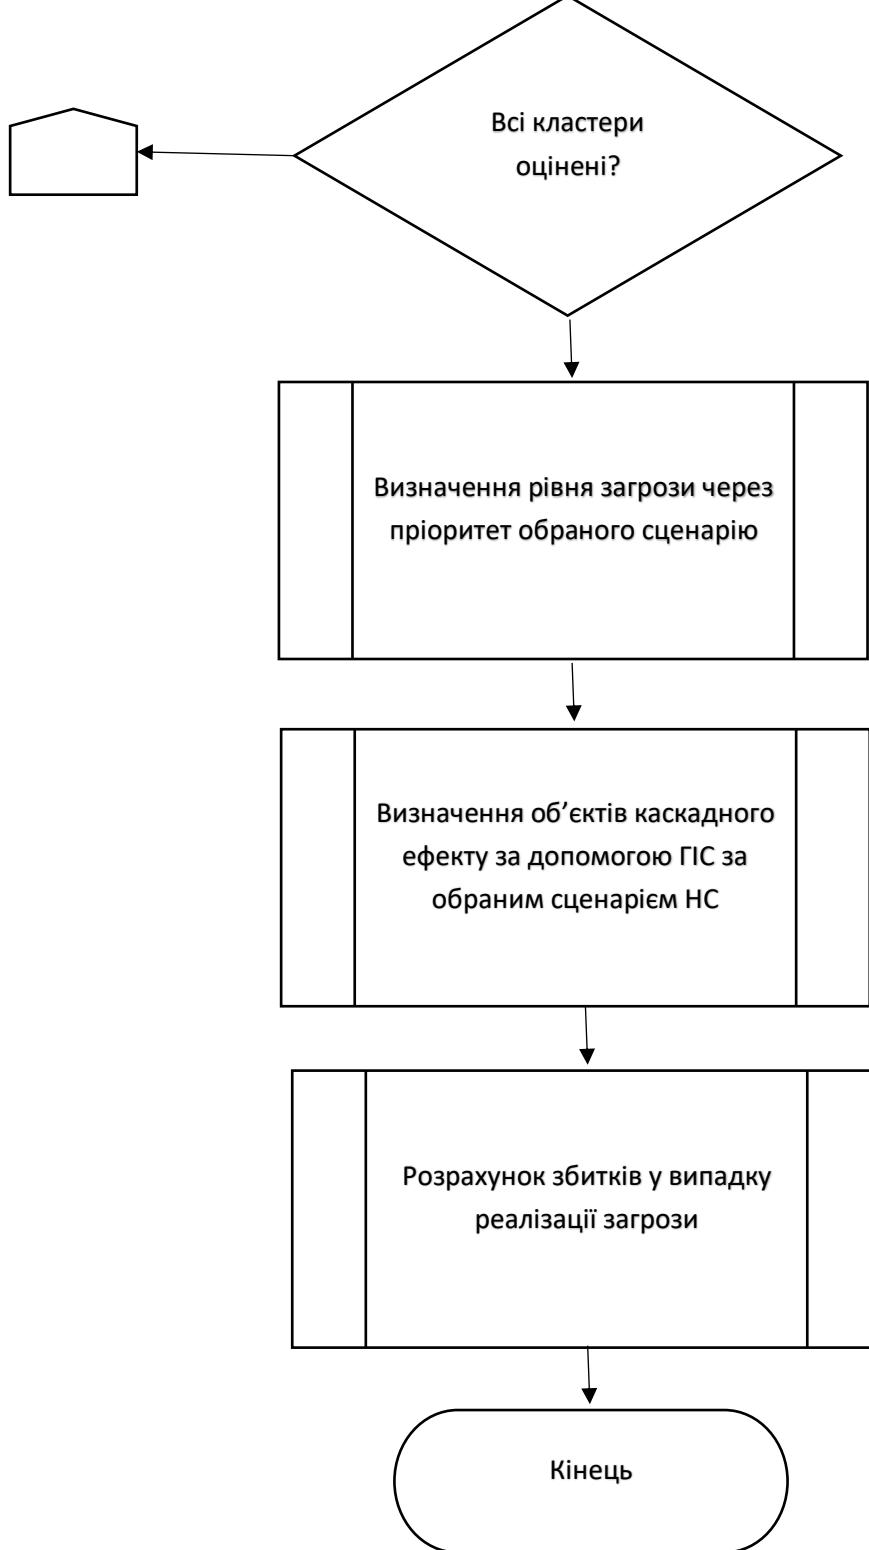 Всі кластери
оцінені?
Визначення рівня загрози через
пріоритет обраного сценарію
Визначення об’єктів каскадного
ефекту за допомогою ГІС за
обраним сценарієм НС
Розрахунок збитків у випадку
реалізації загрози
Кінець